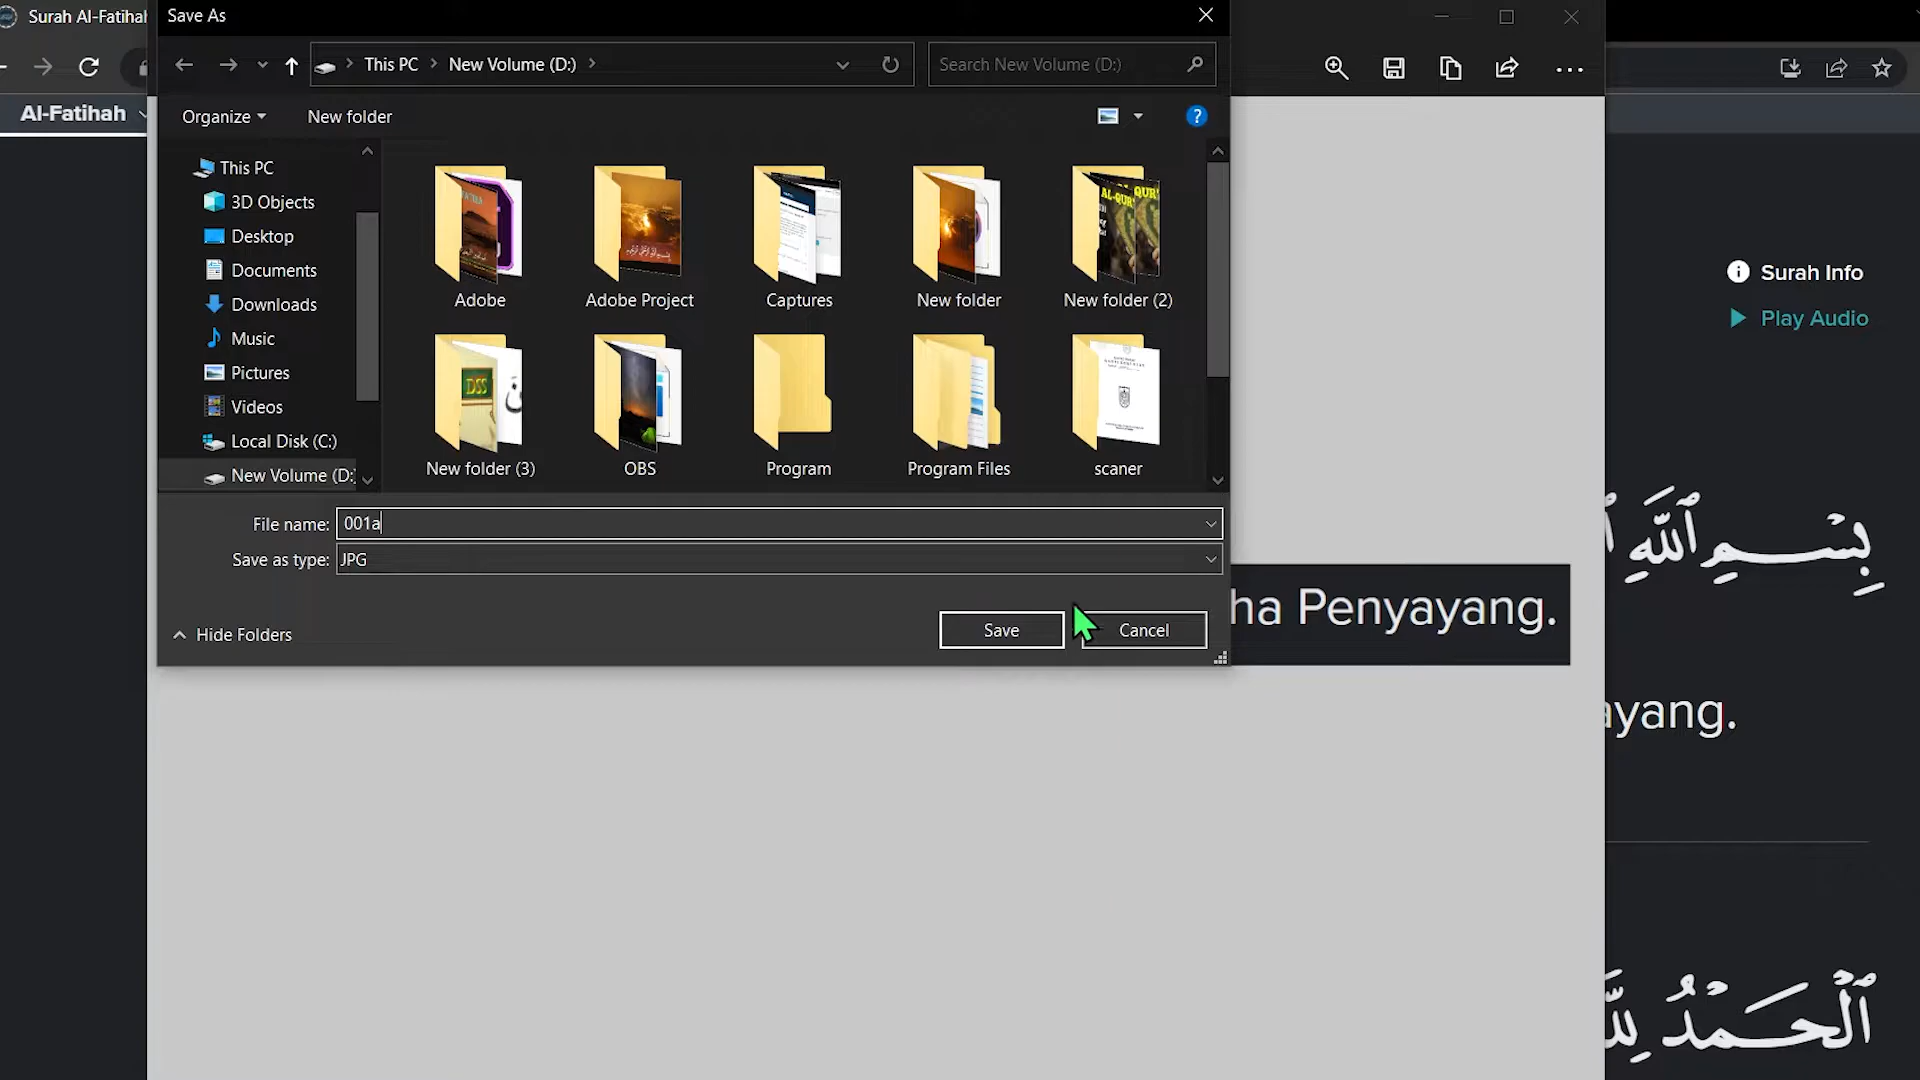 Surah Al-Fatihah
Save As
This PC
New Volume (D:)
Search New Volume (D:)
Al-Fatihah
Organize
New folder
This PC
3D Objects
Desktop
Documents
Downloads
Music
Pictures
Videos
Local Disk (C:)
New Volume (D:)
Adobe
Adobe Project
Captures
New folder
New folder (2)
New folder (3)
OBS
Program
Program Files
scaner
File name: 001a
Save as type: JPG
Hide Folders
Save
Cancel
Surah Info
Play Audio
بِسْمِ ٱللَّهِ
ha Penyayang.
ayang.
ٱلْحَمْدُ لِلَّ